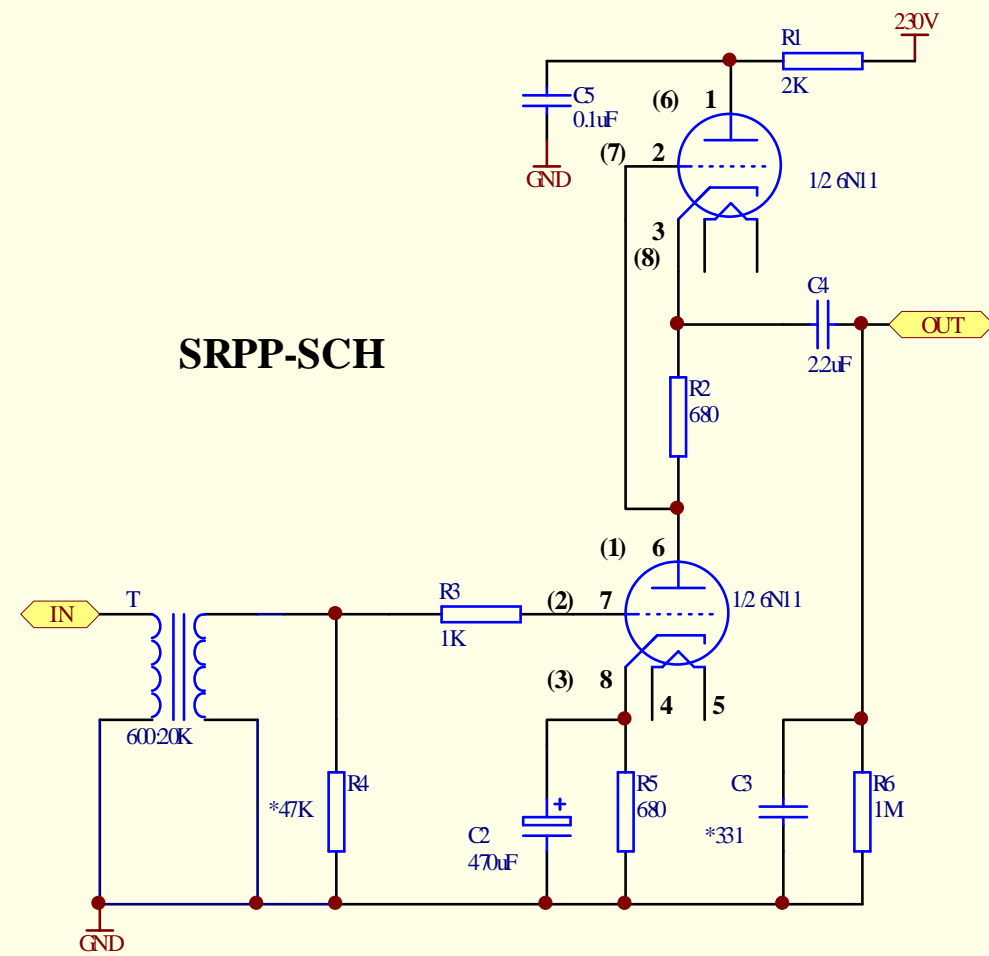 230V
R1
2K
C5
0.1uF
GND
(6) 1
(7) 2
1/2 6N11
3
(8)
C4
2.2uF
OUT
SRPP-SCH
R2
680
(1) 6
1/2 6N11
IN
T
600:20K
R3
1K
(2) 7
(3) 8
4 5
R4
*47K
C2
470uF
+
R5
680
C3
*331
R6
1M
GND